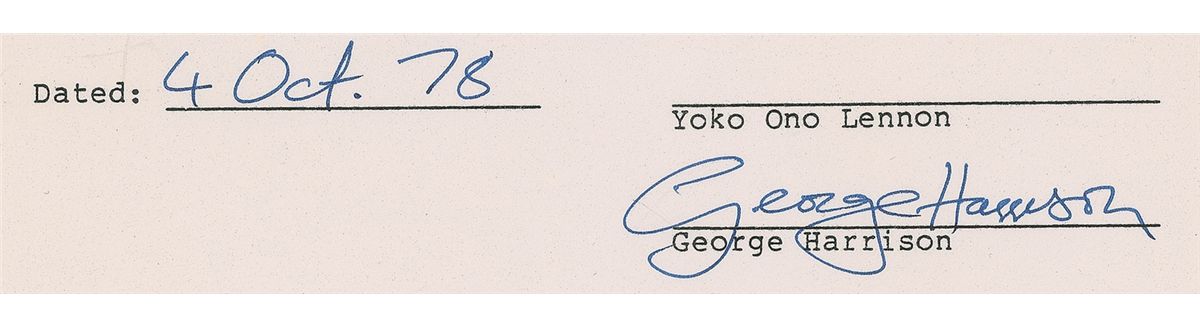 Dated: 4 Oct. 78
Yoko Ono Lennon
George Harrison
George Harrison